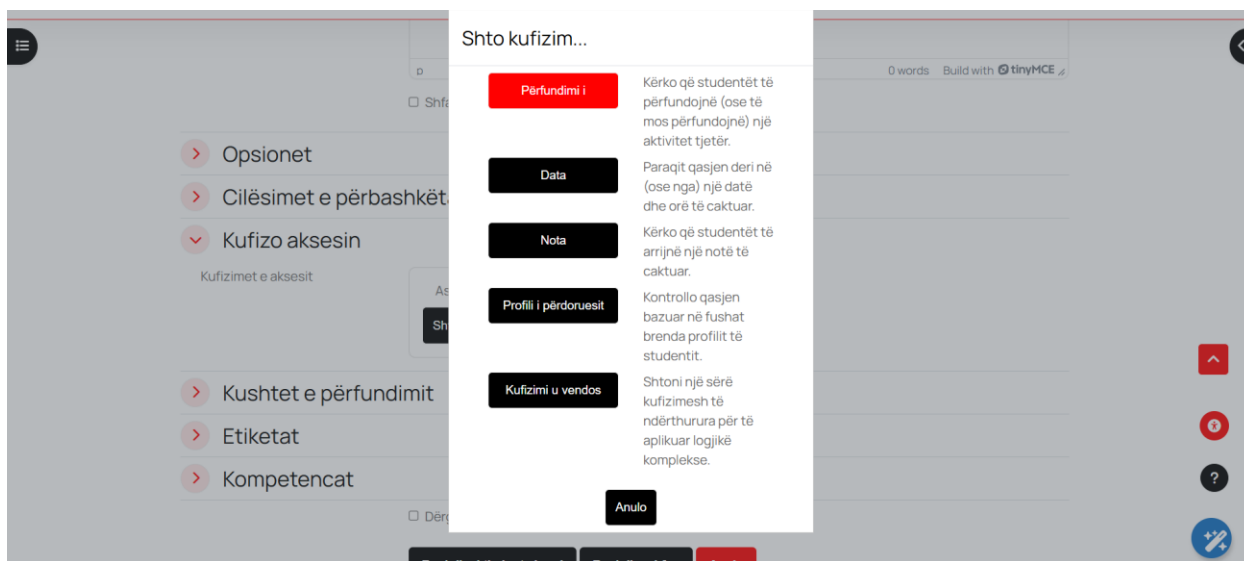 Shto kufizim...
p
0 words Build with tinyMCE
Përfundimi i
Kërko që studentët të
përfundojnë (ose të
mos përfundojnë) një
aktivitet tjetër.
Opsionet
Data
Paraqit qasjen deri në
(ose nga) një datë
dhe orë të caktuar.
Cilësimet e përbashkët
Kufizo aksesin
Nota
Kërko që studentët të
arrijnë një notë të
caktuar.
Kufizimet e aksesit
Profili i përdoruesit
Kontrollo qasjen
bazuar në fushat
brenda profilit të
studentit.
Kushtet e përfundimit
Kufizimi u vendos
Shtoni një sërë
kufizimesh të
ndërthurura për të
aplikuar logjikë
komplekse.
Etiketat
Kompetencat
Anulo